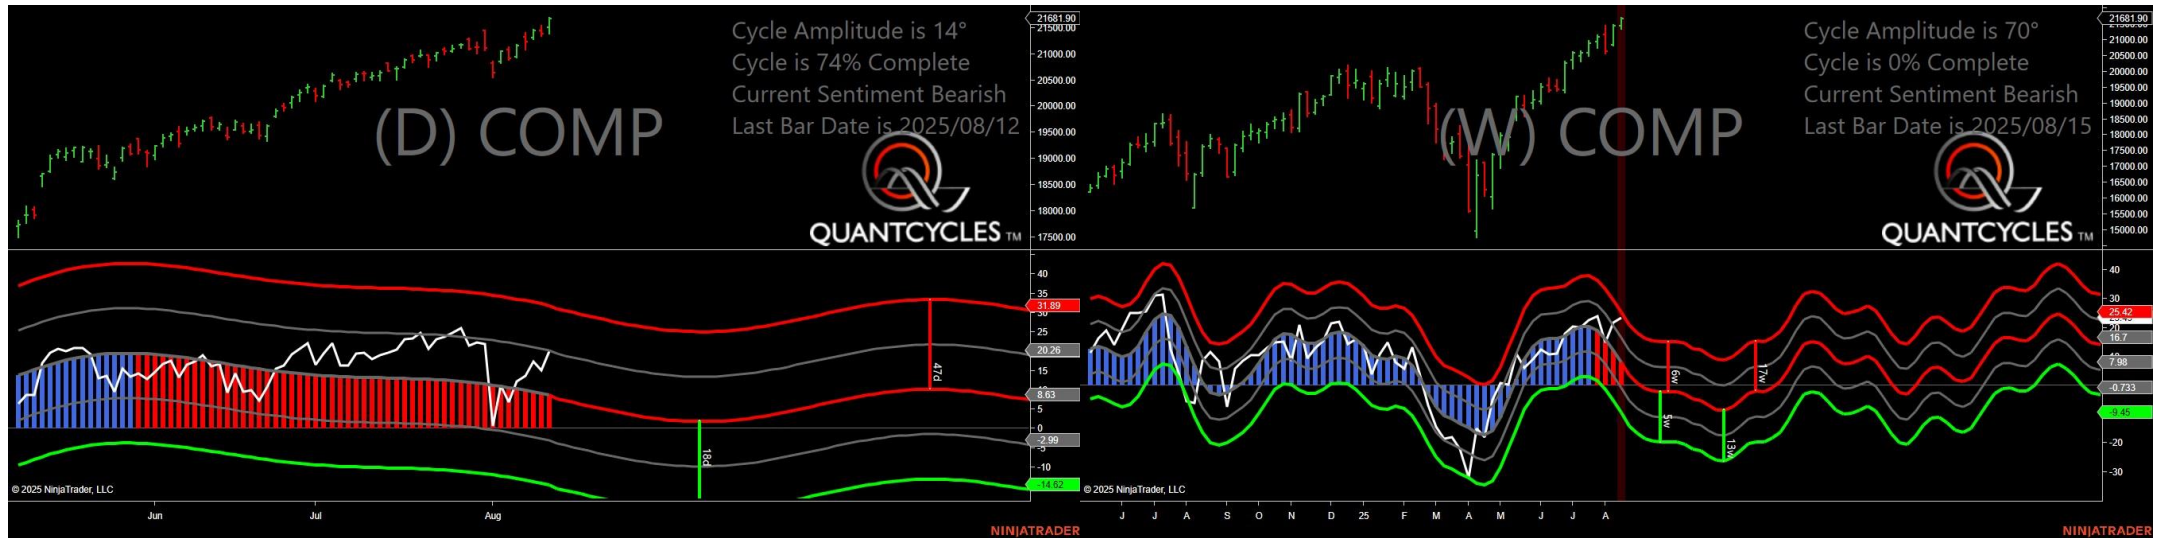 Cycle Amplitude is 14°
Cycle is 74% Complete
Current Sentiment Bearish
Last Bar Date is 2025/08/12
(D) COMP
QUANTCYCLES TM
21681.90
21500.00
21000.00
20500.00
20000.00
19500.00
19000.00
18500.00
18000.00
17500.00
40
35
31.89
30
25
20.26
15
10
8.63
5
0
-2.99
-5
-10
-14.62
47d
18d
© 2025 NinjaTrader, LLC
Jun Jul Aug
NINJATRADER
Cycle Amplitude is 70°
Cycle is 0% Complete
Current Sentiment Bearish
Last Bar Date is 2025/08/15
(W) COMP
QUANTCYCLES TM
21681.90
21000.00
20500.00
20000.00
19500.00
19000.00
18500.00
18000.00
17500.00
17000.00
16500.00
16000.00
15500.00
15000.00
40
30
25.42
20
16.7
7.98
-0.733
-9.45
-20
-30
6w
17w
5w
13w
© 2025 NinjaTrader, LLC
J J A S O N D 25 F M A M J J A
NINJATRADER